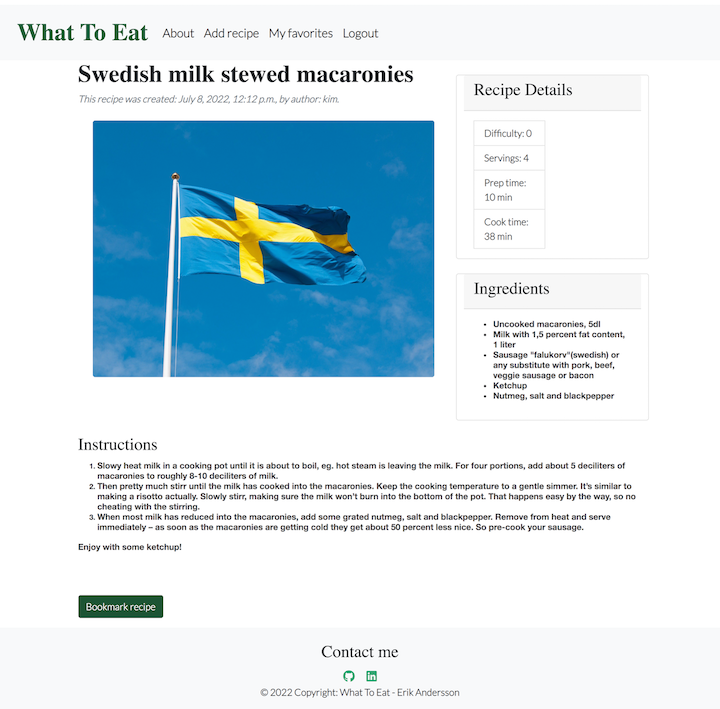 What To Eat About Add recipe My favorites Logout
Swedish milk stewed macaronies
This recipe was created: July 8, 2022, 12:12 p.m., by author: kim.
Recipe Details
Difficulty: 0
Servings: 4
Prep time:
10 min
Cook time:
38 min
Ingredients
• Uncooked macaronies, 5dl
• Milk with 1,5 percent fat content,
1 liter
• Sausage "falukorv"(swedish) or
any substitute with pork, beef,
veggie sausage or bacon
• Ketchup
• Nutmeg, salt and blackpepper
Instructions
1. Slowy heat milk in a cooking pot until it is about to boil, eg. hot steam is leaving the milk. For four portions, add about 5 deciliters of
macaronies to roughly 8-10 deciliters of milk.
2. Then pretty much stir until the milk has cooked into the macaronies. Keep the cooking temperature to a gentle simmer. It's similar to
making a risotto actually. Slowly stirr, making sure the milk won't burn into the bottom of the pot. That happens easy by the way, so no
cheating with the stirring.
3. When most milk has reduced into the macaronies, add some grated nutmeg, salt and blackpepper. Remove from heat and serve
immediately – as soon as the macaronies are getting cold they get about 50 percent less nice. So pre-cook your sausage.
Enjoy with some ketchup!
Bookmark recipe
Contact me
© 2022 Copyright: What To Eat - Erik Andersson